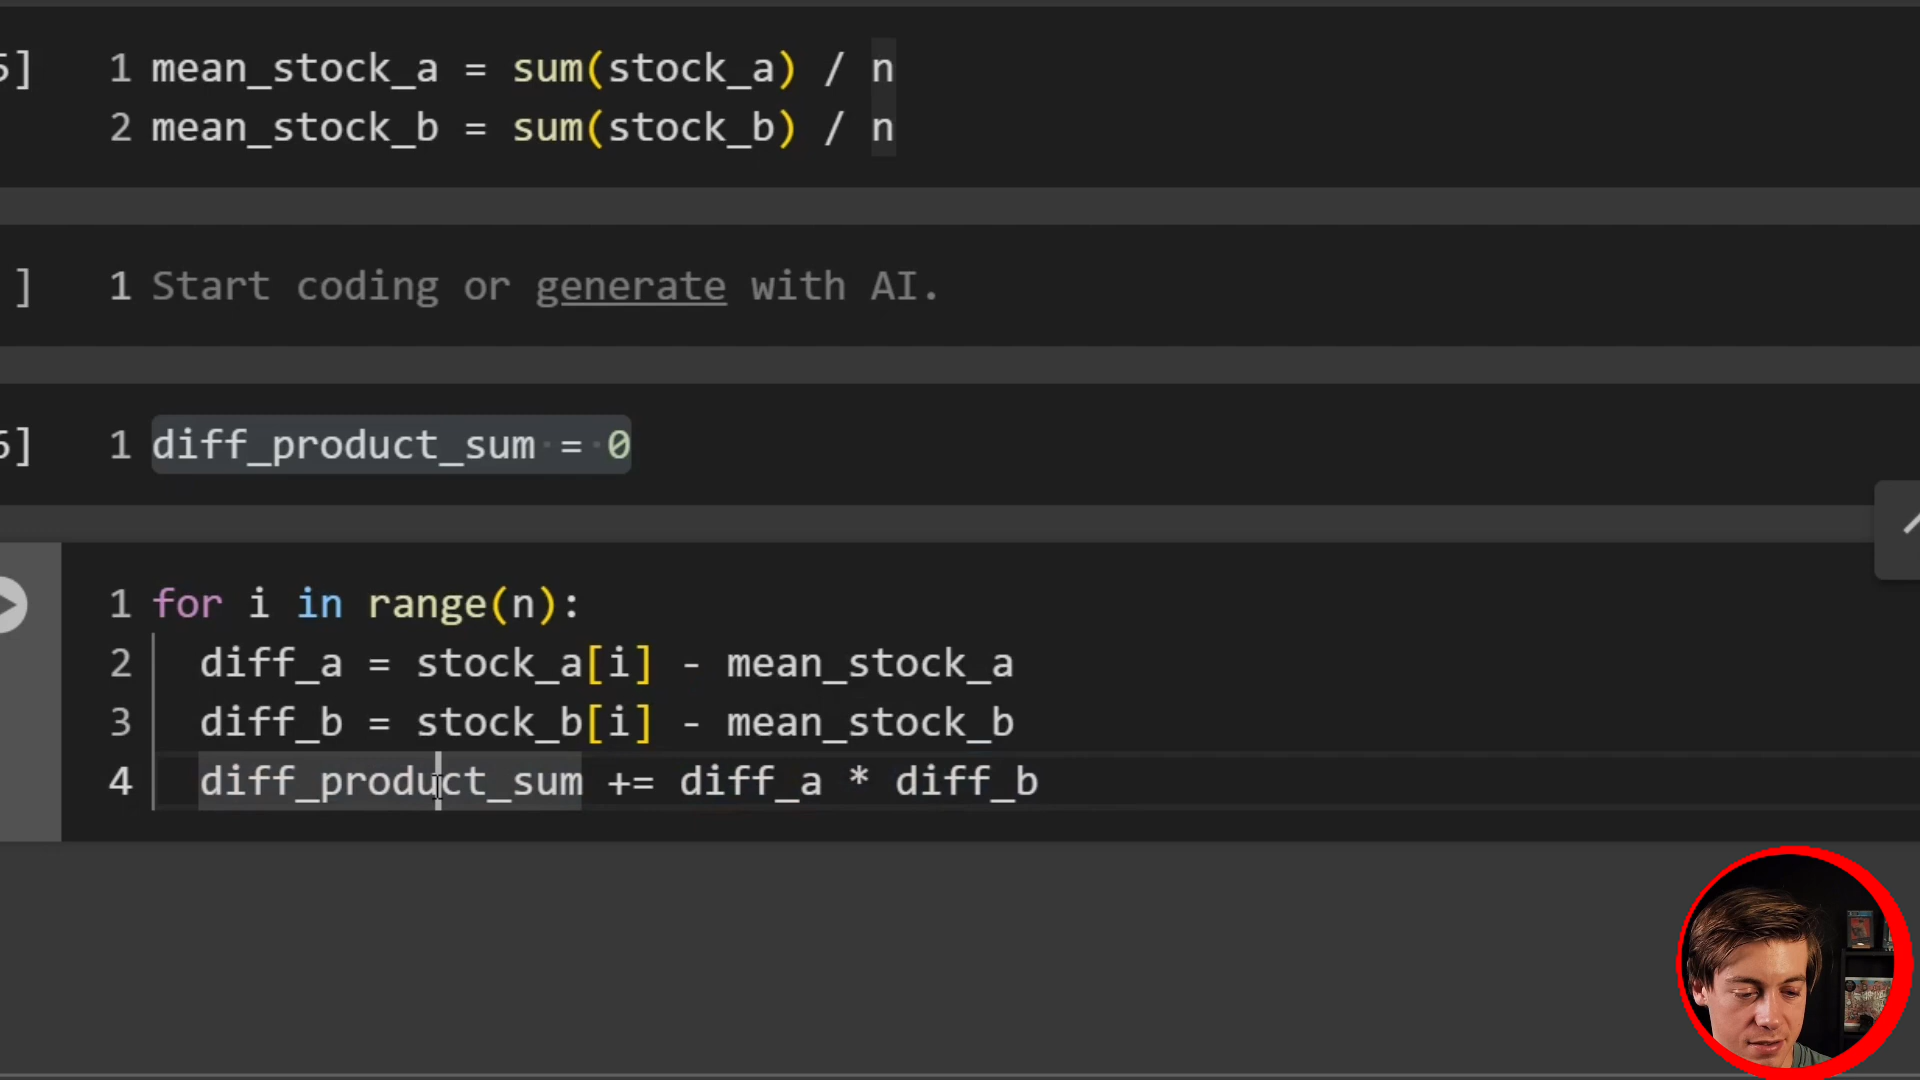 5]
1 mean_stock_a = sum(stock_a) / n
2 mean_stock_b = sum(stock_b) / n
]
1 Start coding or generate with AI.
6]
1 diff_product_sum = 0
1 for i in range(n):
2 diff_a = stock_a[i] - mean_stock_a
3 diff_b = stock_b[i] - mean_stock_b
4 diff_product_sum += diff_a * diff_b